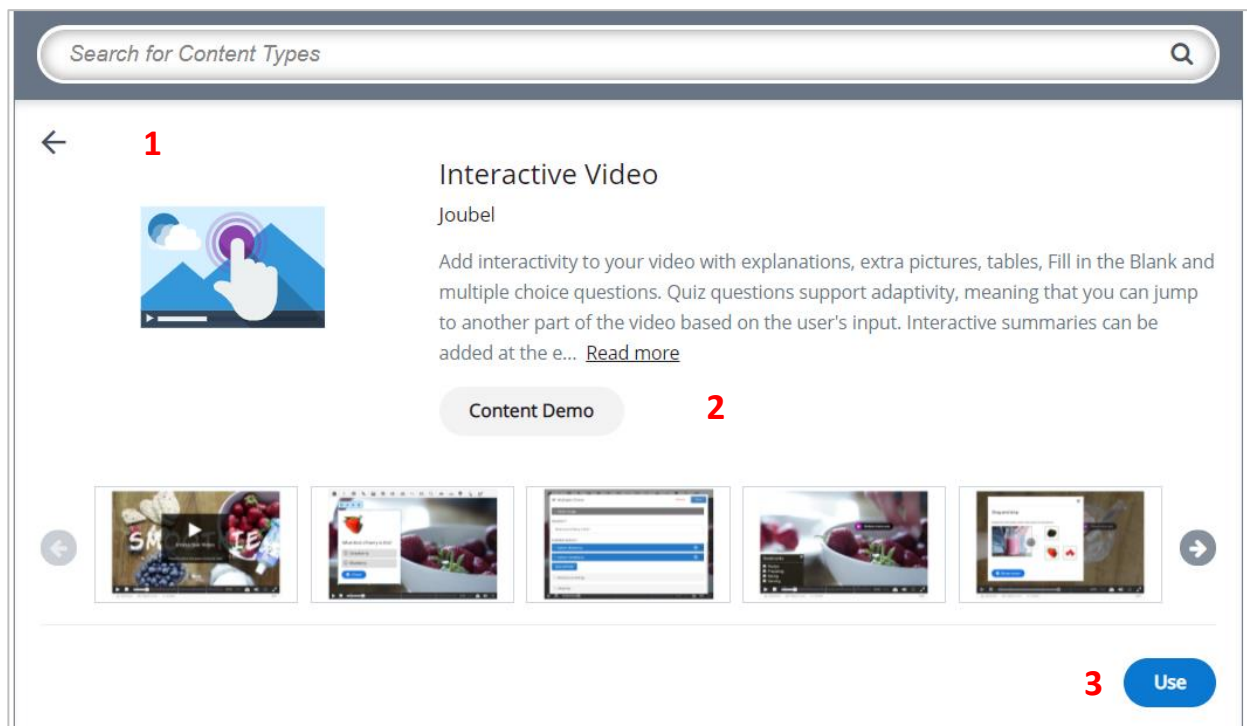 Search for Content Types
1
Interactive Video
Joubel
Add interactivity to your video with explanations, extra pictures, tables, Fill in the Blank and
multiple choice questions. Quiz questions support adaptivity, meaning that you can jump
to another part of the video based on the user's input. Interactive summaries can be
added at the e... Read more
Content Demo
2
3
Use